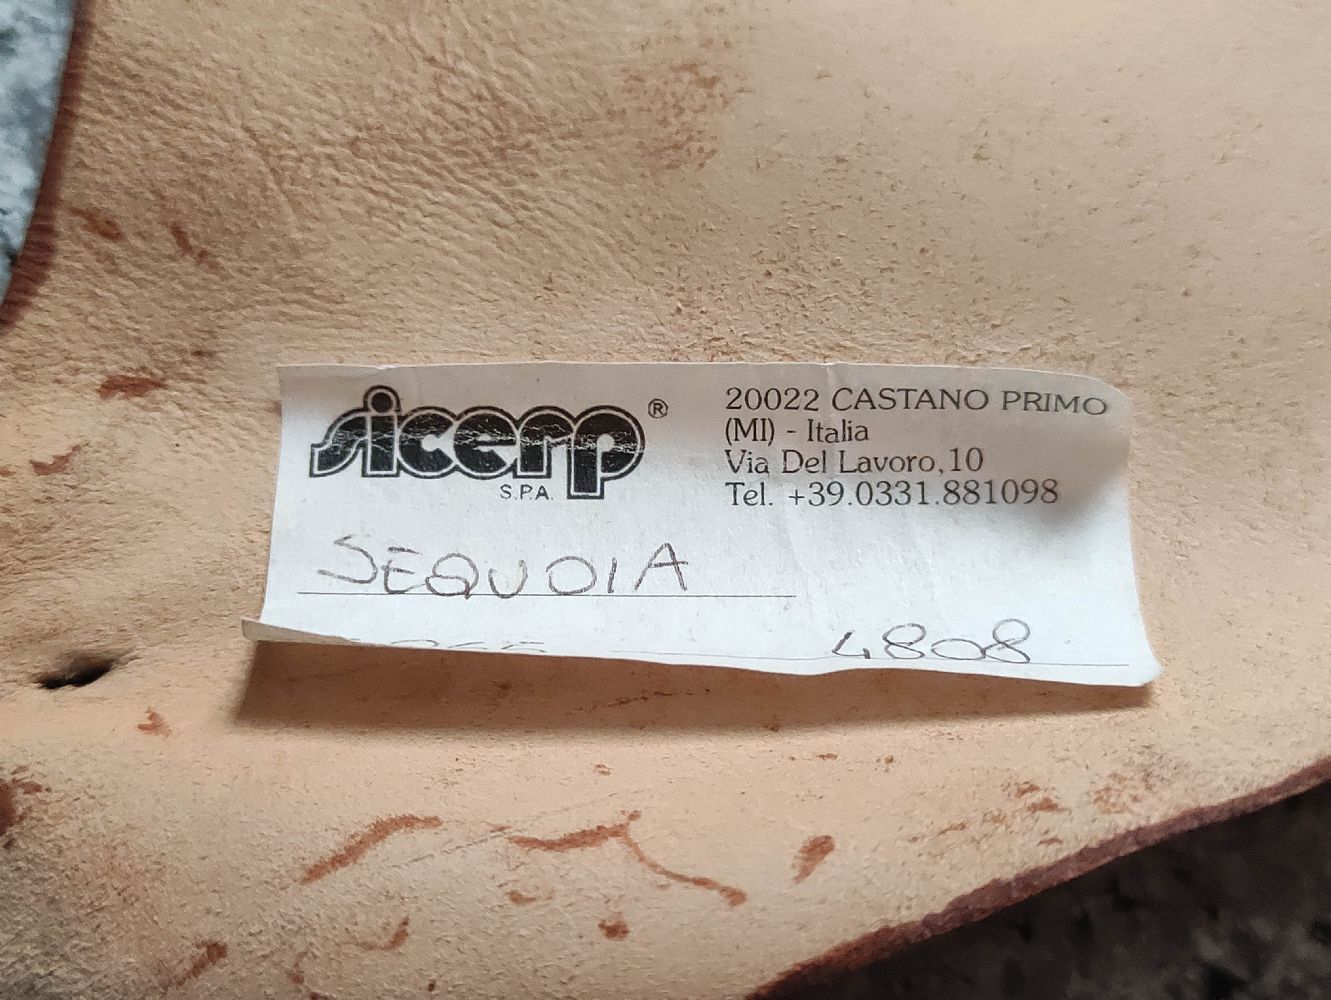 sicerp ®
S.P.A.
20022 CASTANO PRIMO
(MI) - Italia
Via Del Lavoro, 10
Tel. +39.0331.881098
SEQUOIA
4808